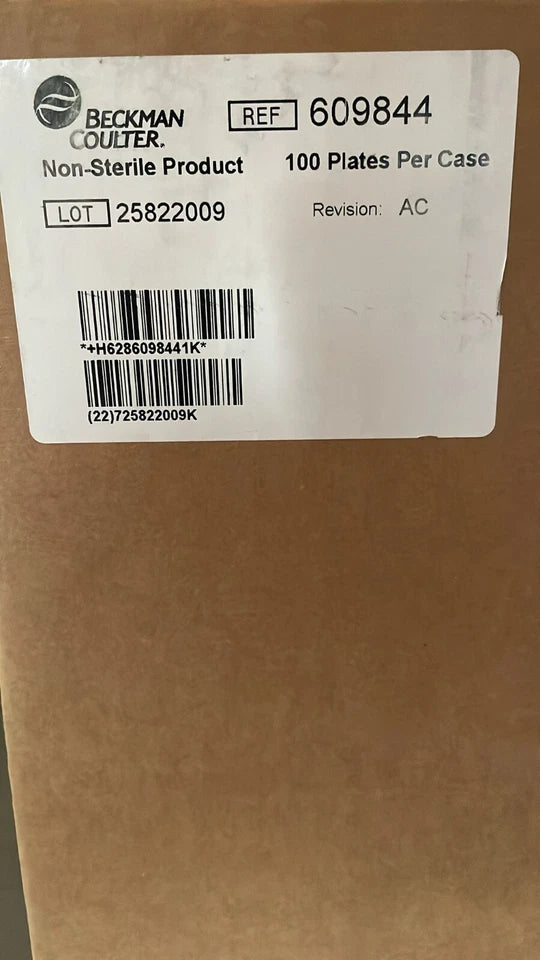 BECKMAN
COULTER.
REF 609844
Non-Sterile Product 100 Plates Per Case
LOT 25822009 Revision: AC
*+H6286098441K*
(22)725822009K